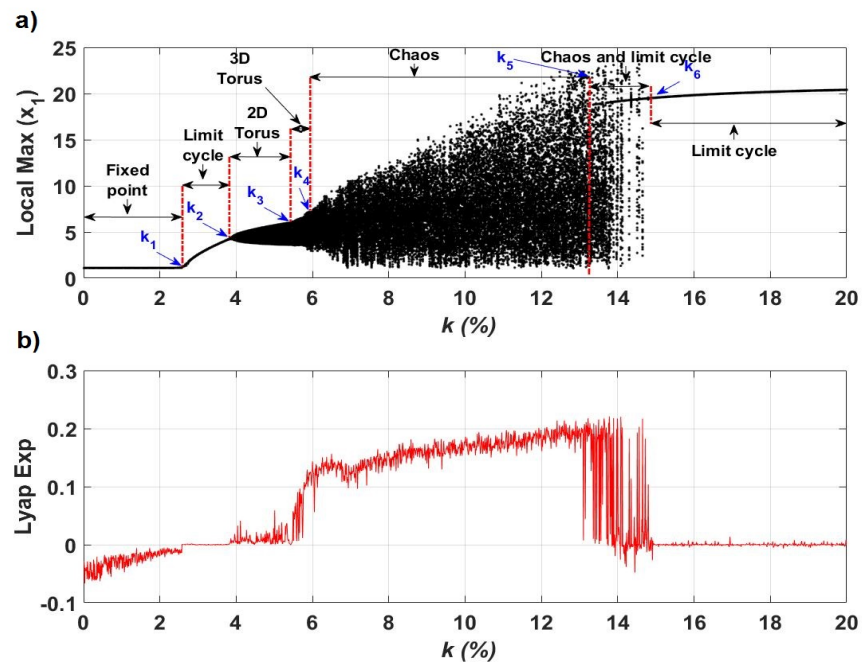 a)
25
20
15
10
5
0
Local Max (x1)
3D
Torus
Chaos
k5
Chaos and limit cycle
k6
2D
Torus
Limit
cycle
Fixed
point
k4
k3
k2
k1
Limit cycle
0 2 4 6 8 10 12 14 16 18 20
k (%)
b)
0.3
0.2
0.1
0
-0.1
Lyap Exp
0 2 4 6 8 10 12 14 16 18 20
k (%)